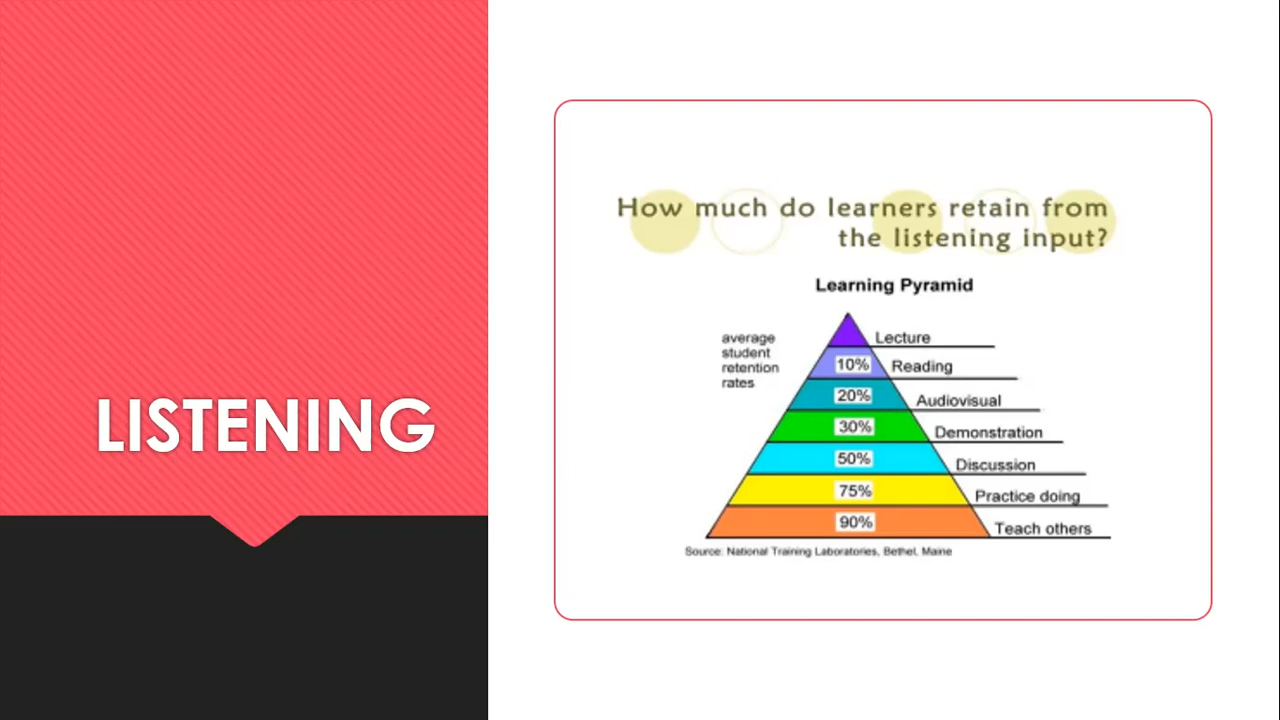 LISTENING
How much do learners retain from
the listening input?
Learning Pyramid
average
student
retention
rates
Lecture
10% Reading
20% Audiovisual
30% Demonstration
50% Discussion
75% Practice doing
90% Teach others
Source: National Training Laboratories, Bethel, Maine